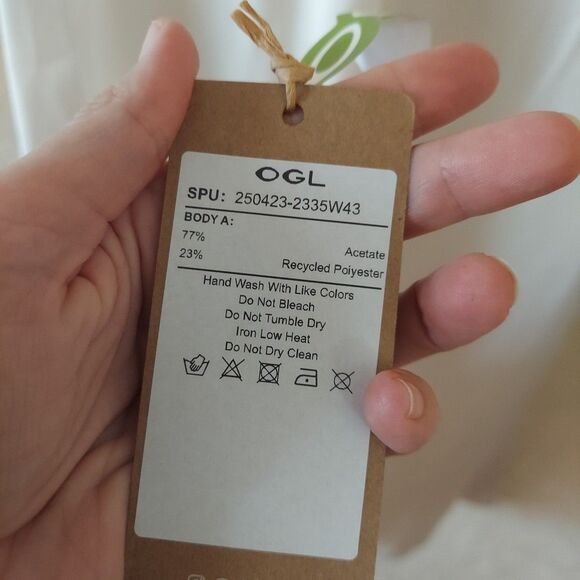 OGL
SPU: 250423-2335W43
BODY A:
77% Acetate
23% Recycled Polyester
Hand Wash With Like Colors
Do Not Bleach
Do Not Tumble Dry
Iron Low Heat
Do Not Dry Clean